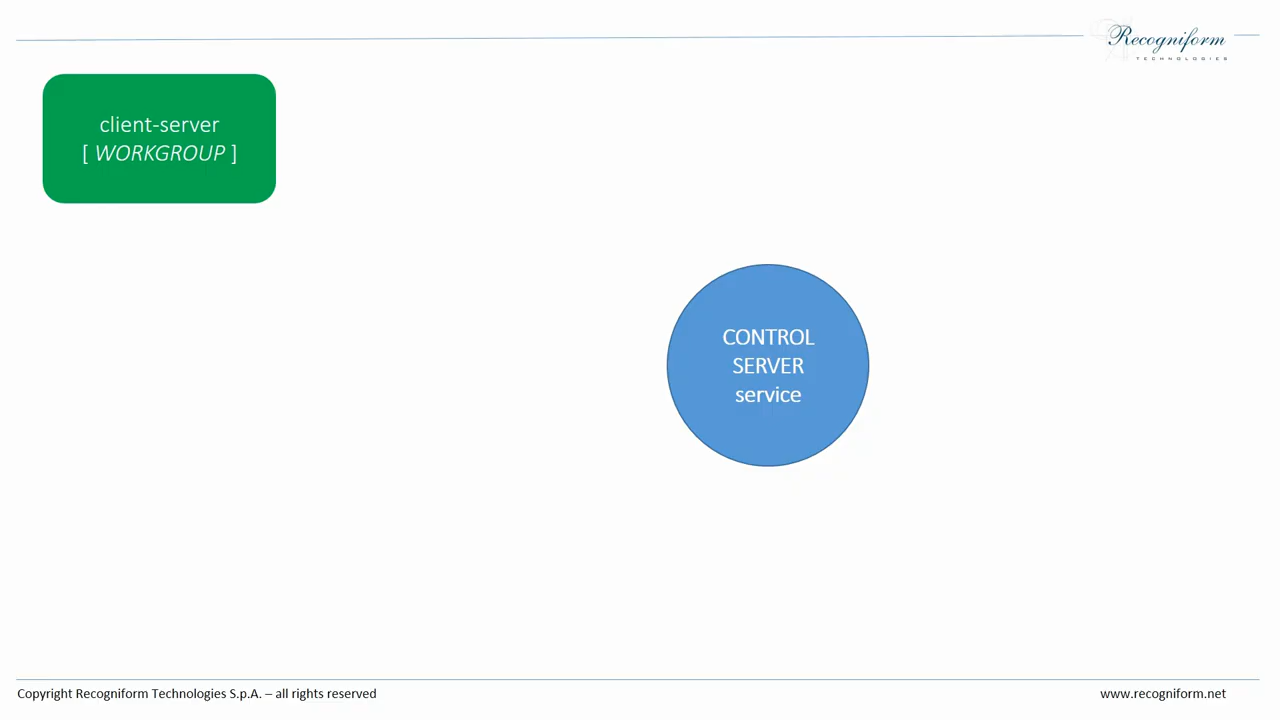 Recogniform
TECHNOLOGIES
client-server
[ WORKGROUP ]
CONTROL
SERVER
service
Copyright Recogniform Technologies S.p.A. – all rights reserved
www.recogniform.net